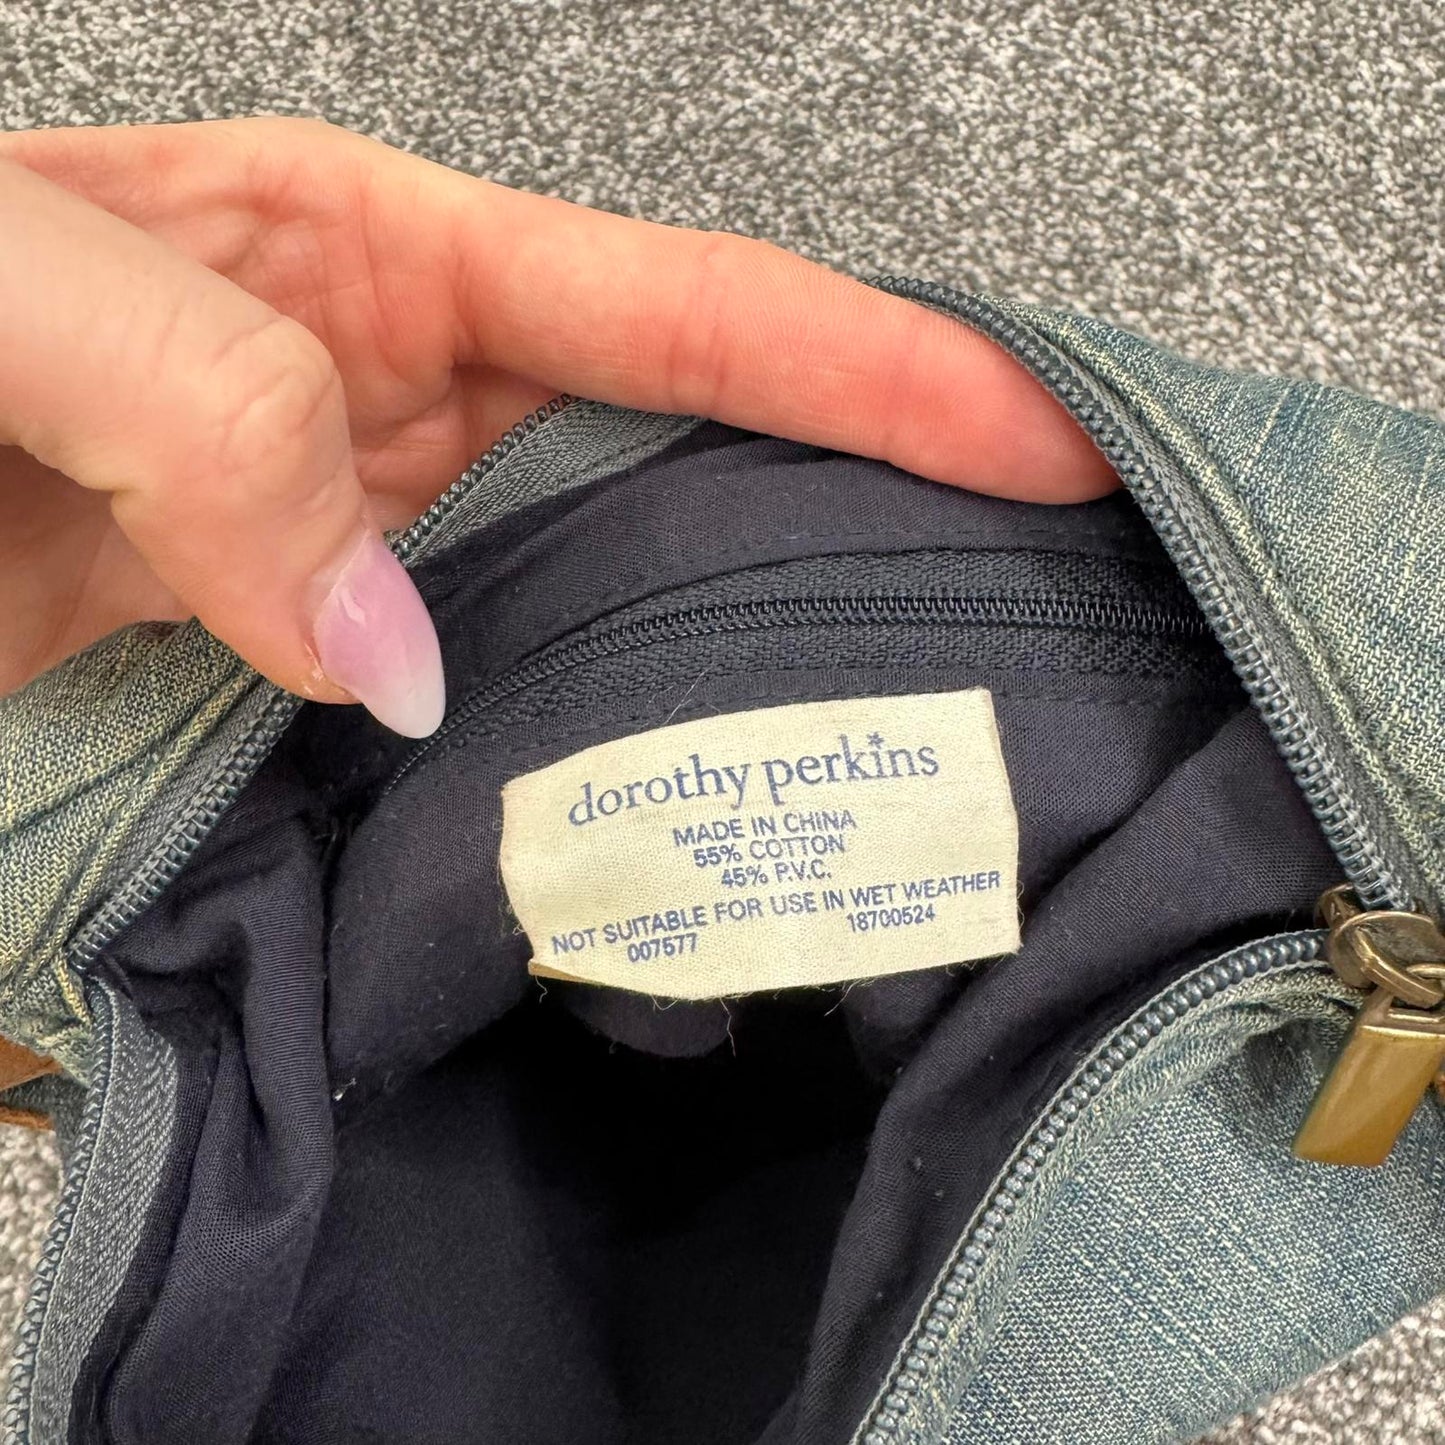 dorothy perkins
MADE IN CHINA
55% COTTON
45% P.V.C.
NOT SUITABLE FOR USE IN WET WEATHER
007577 18700524